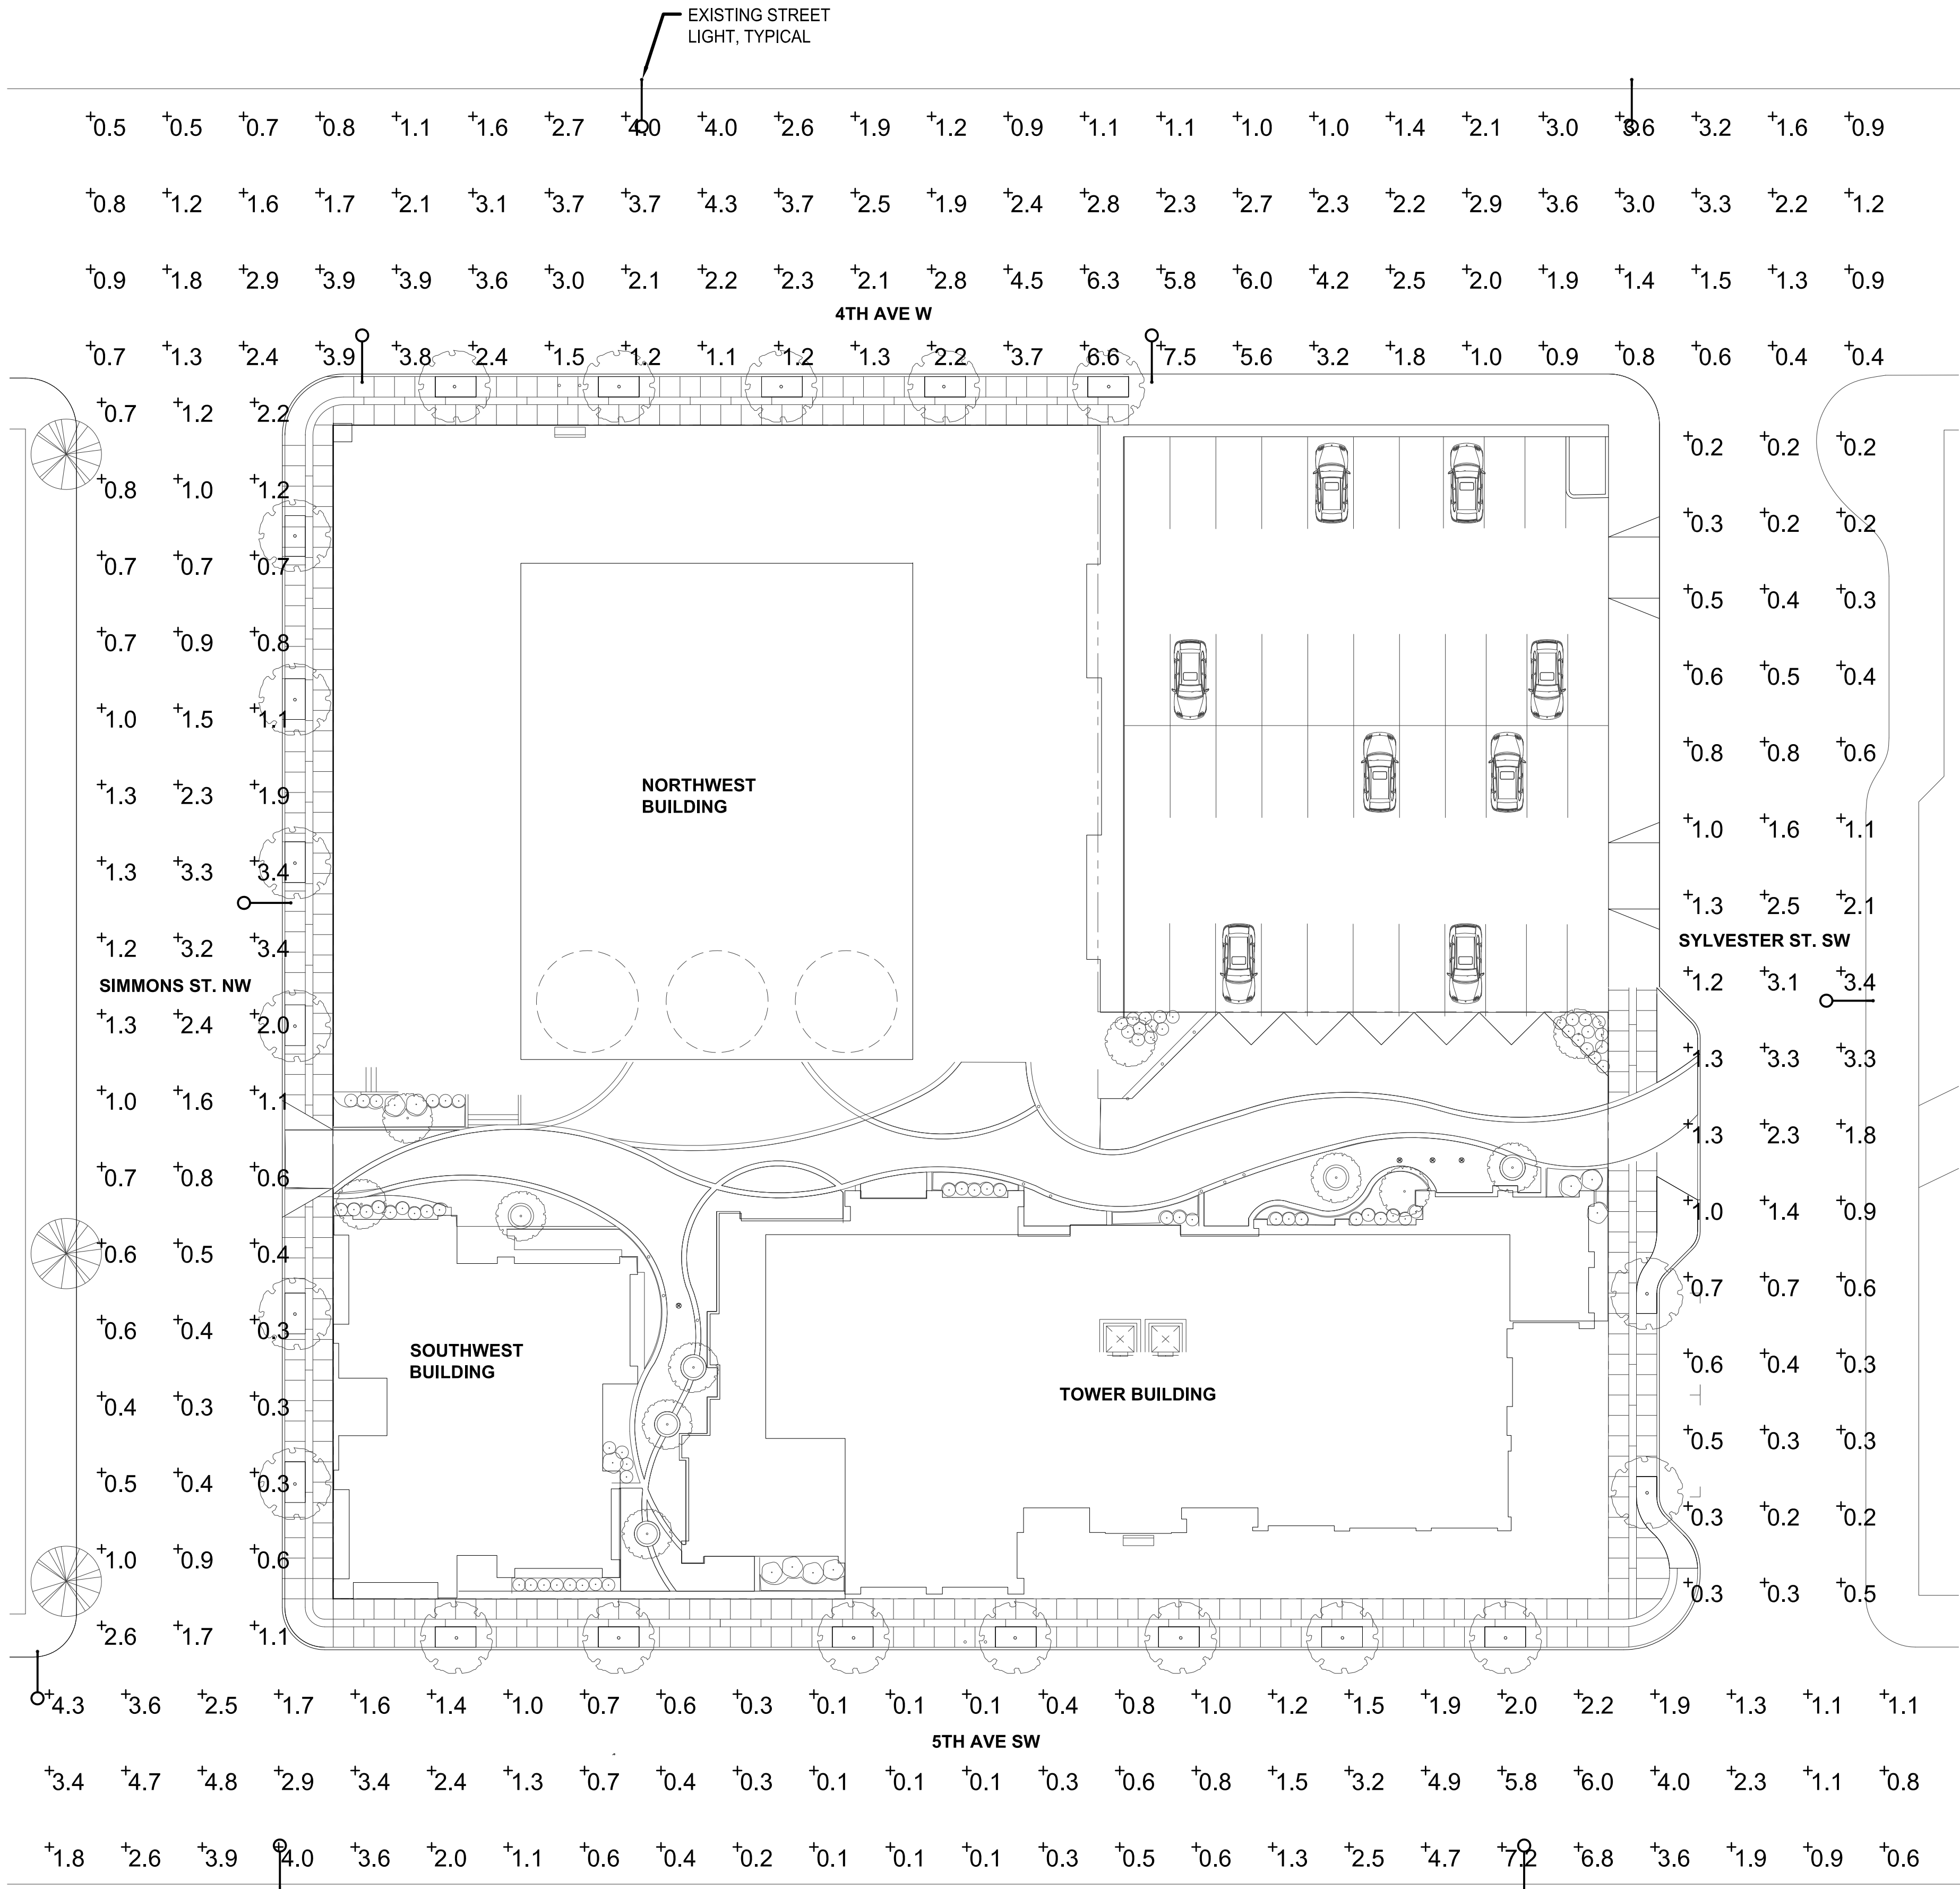 EXISTING STREET
LIGHT, TYPICAL
+0.5 +0.5 +0.7 +0.8 +1.1 +1.6 +2.7 +4.0 +4.0 +2.6 +1.9 +1.2 +0.9 +1.1 +1.1 +1.0 +1.0 +1.4 +2.1 +3.0 +3.6 +3.2 +1.6 +0.9
+0.8 +1.2 +1.6 +1.7 +2.1 +3.1 +3.7 +3.7 +4.3 +3.7 +2.5 +1.9 +2.4 +2.8 +2.3 +2.7 +2.3 +2.2 +2.9 +3.6 +3.0 +3.3 +2.2 +1.2
+0.9 +1.8 +2.9 +3.9 +3.9 +3.6 +3.0 +2.1 +2.2 +2.3 +2.1 +2.8 +4.5 +6.3 +5.8 +6.0 +4.2 +2.5 +2.0 +1.9 +1.4 +1.5 +1.3 +0.9
4TH AVE W
+0.7 +1.3 +2.4 +3.9 +3.8 +2.4 +1.5 +1.2 +1.1 +1.2 +1.3 +2.2 +3.7 +6.6 +7.5 +5.6 +3.2 +1.8 +1.0 +0.9 +0.8 +0.6 +0.4 +0.4
+0.7 +1.2 +2.2
+0.8 +1.0 +1.2
+0.7 +0.7 +0.7
+0.7 +0.9 +0.8
+1.0 +1.5 +1.1
+1.3 +2.3 +1.9
+1.3 +3.3 +3.4
+1.2 +3.2 +3.4
SIMMONS ST. NW
+1.3 +2.4 +2.0
+1.0 +1.6 +1.1
+0.7 +0.8 +0.6
+0.6 +0.5 +0.4
+0.6 +0.4 +0.3
+0.4 +0.3 +0.3
+0.5 +0.4 +0.3
+1.0 +0.9 +0.6
+2.6 +1.7 +1.1
NORTHWEST
BUILDING
SOUTHWEST
BUILDING
TOWER BUILDING
+0.2 +0.2 +0.2
+0.3 +0.2 +0.2
+0.5 +0.4 +0.3
+0.6 +0.5 +0.4
+0.8 +0.8 +0.6
+1.0 +1.6 +1.1
+1.3 +2.5 +2.1
SYLVESTER ST. SW
+1.2 +3.1 +3.4
+1.3 +3.3 +3.3
+1.3 +2.3 +1.8
+1.0 +1.4 +0.9
+0.7 +0.7 +0.6
+0.6 +0.4 +0.3
+0.5 +0.3 +0.3
+0.3 +0.2 +0.2
+0.3 +0.3 +0.5
+4.3 +3.6 +2.5 +1.7 +1.6 +1.4 +1.0 +0.7 +0.6 +0.3 +0.1 +0.1 +0.1 +0.4 +0.8 +1.0 +1.2 +1.5 +1.9 +2.0 +2.2 +1.9 +1.3 +1.1 +1.1
5TH AVE SW
+3.4 +4.7 +4.8 +2.9 +3.4 +2.4 +1.3 +0.7 +0.4 +0.3 +0.1 +0.1 +0.1 +0.3 +0.6 +0.8 +1.5 +3.2 +4.9 +5.8 +6.0 +4.0 +2.3 +1.1 +0.8
+1.8 +2.6 +3.9 +4.0 +3.6 +2.0 +1.1 +0.6 +0.4 +0.2 +0.1 +0.1 +0.1 +0.3 +0.5 +0.6 +1.3 +2.5 +4.7 +7.2 +6.8 +3.6 +1.9 +0.9 +0.6